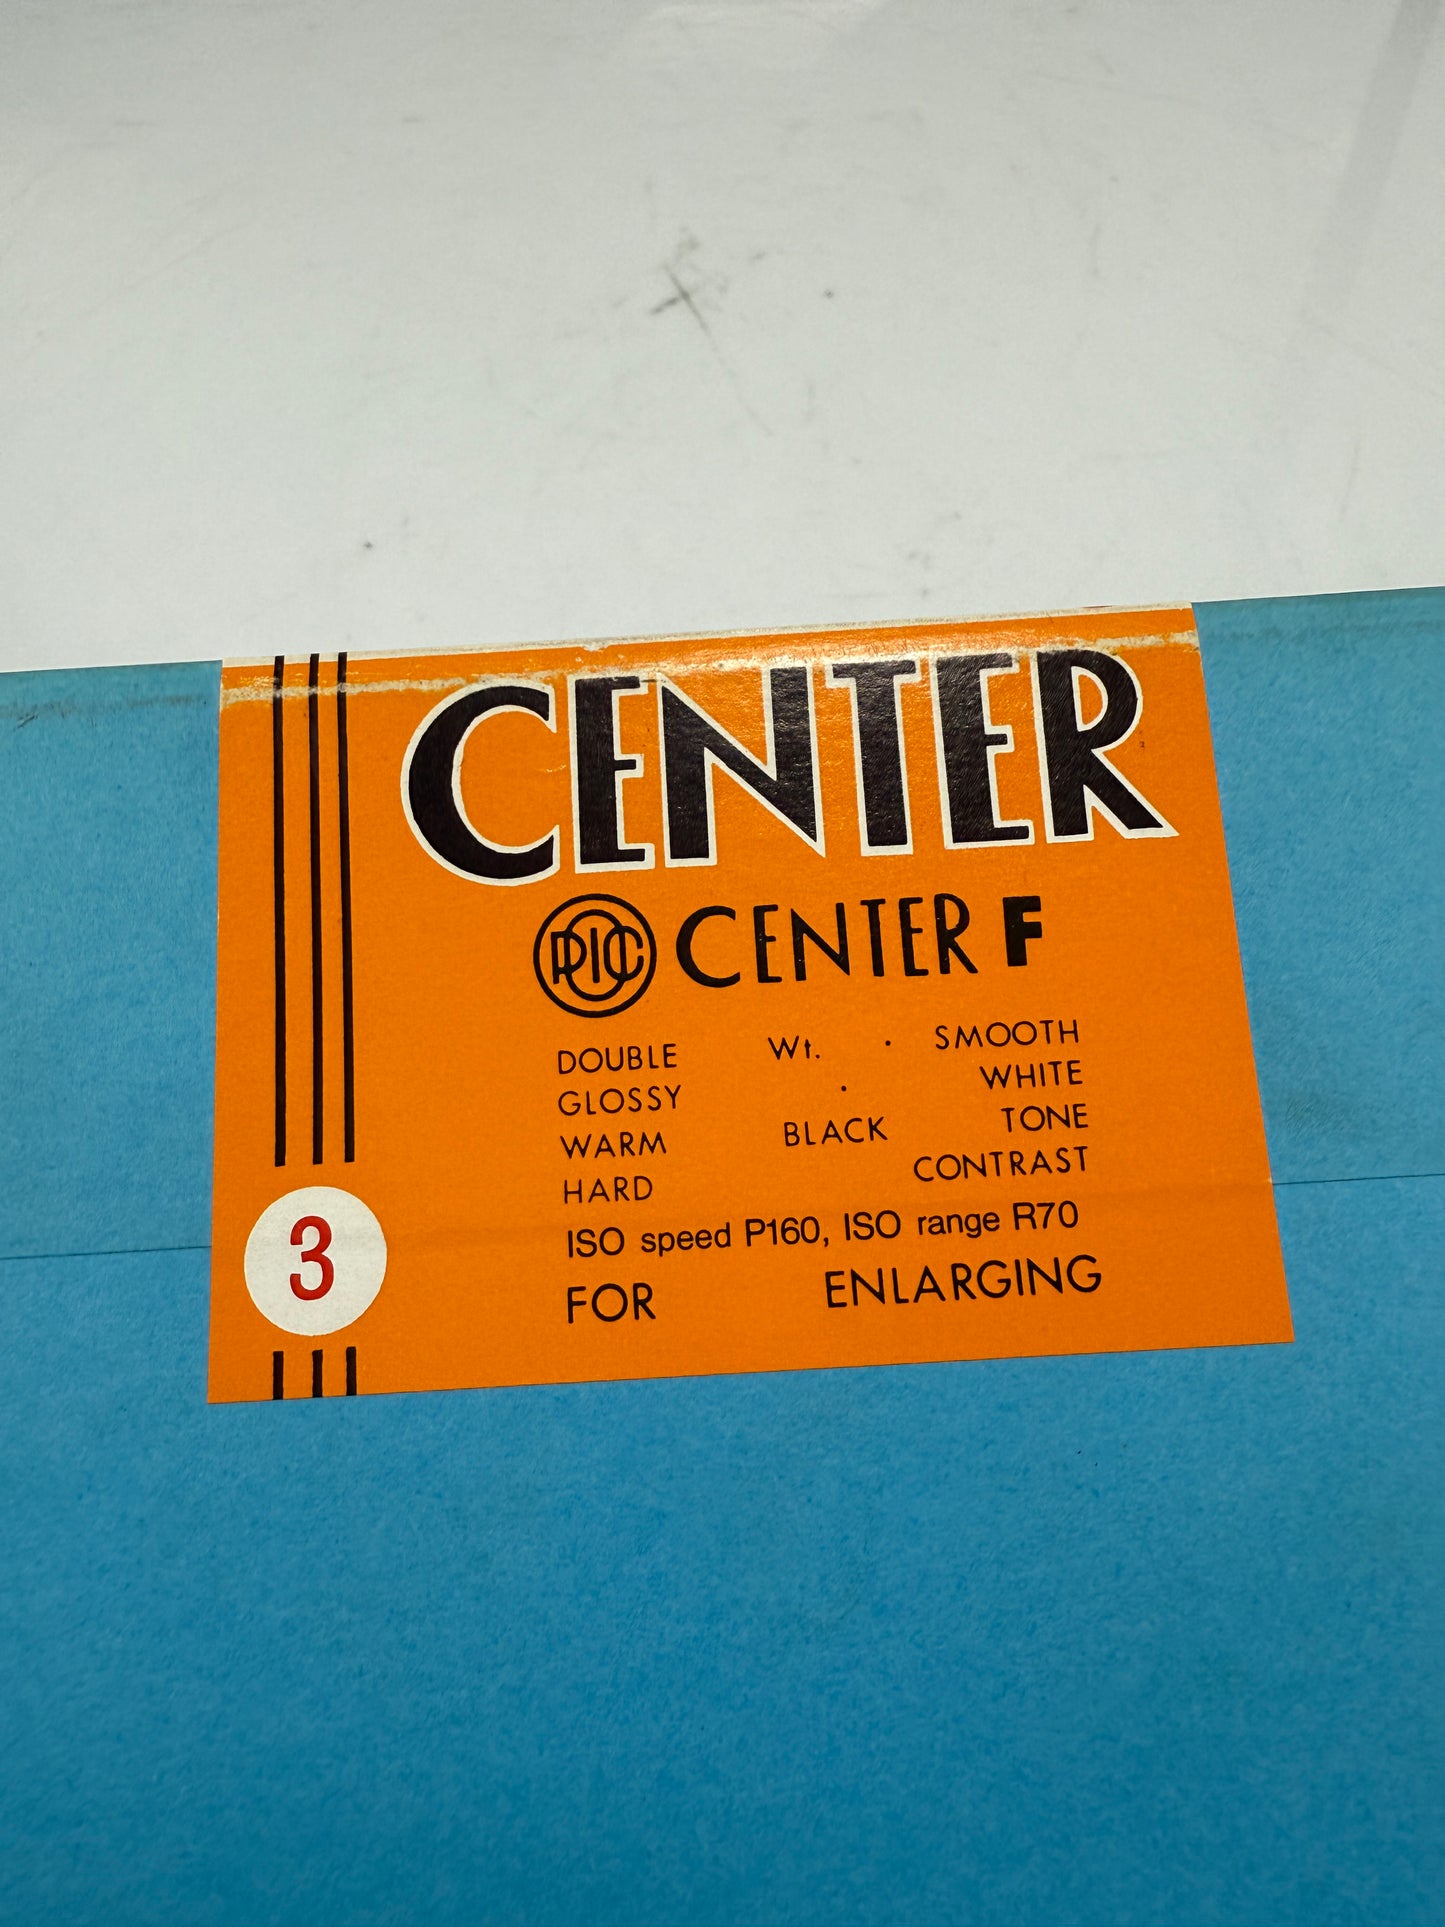 CENTER
CENTER F
DOUBLE Wt. · SMOOTH
GLOSSY · WHITE
WARM BLACK TONE
HARD CONTRAST
ISO speed P160, ISO range R70
3
FOR ENLARGING